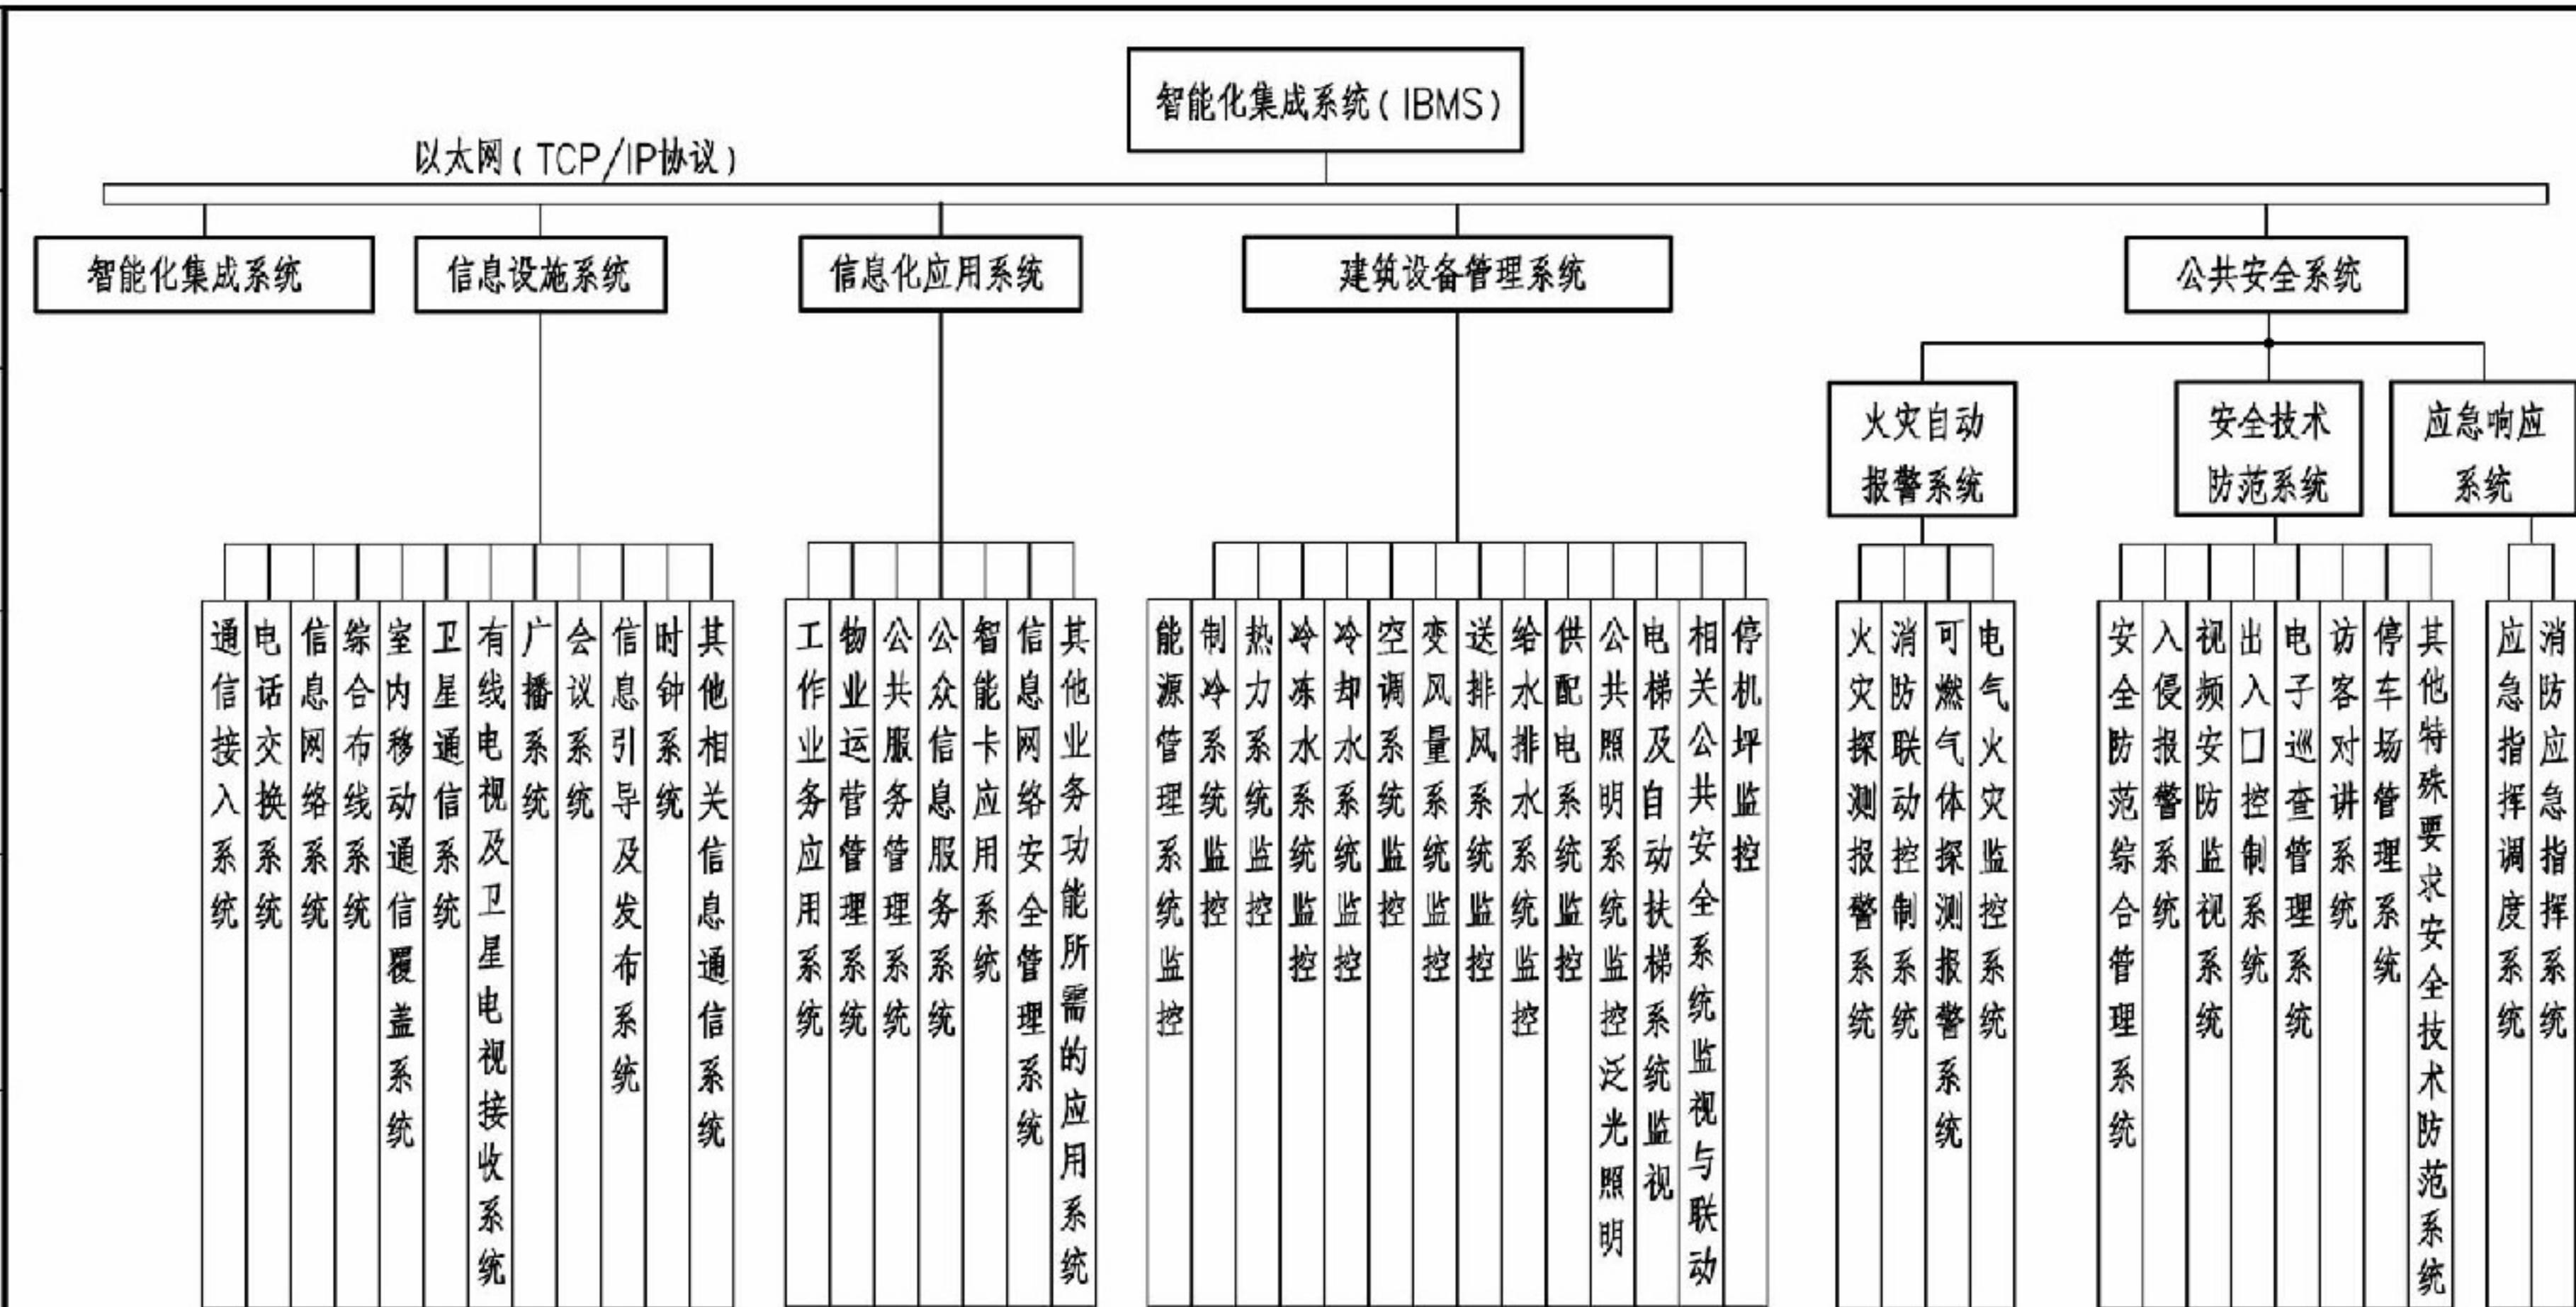 智能化集成系统(IBMS)
以太网(TCP/IP协议)
智能化集成系统
信息设施系统
信息化应用系统
建筑设备管理系统
公共安全系统
火灾自动
报警系统
安全技术
防范系统
应急响应
系统
通信接入系统
电话交换系统
信息网络系统
综合布线系统
室内移动通信覆盖系统
卫星通信系统
有线电视及卫星电视接收系统
广播系统
会议系统
信息引导及发布系统
时钟系统
其他相关信息通信系统
工作业务应用系统
物业运营管理系统
公共服务管理系统
公众信息服务系统
智能卡应用系统
信息网络安全管理系统
其他业务功能所需的应用系统
能源管理系统监控
制冷系统监控
热力系统监控
冷冻水系统监控
冷却水系统监控
空调系统监控
变风量系统监控
送排风系统监控
给水排水系统监控
供配电系统监控
公共照明系统监控泛光照明
电梯及自动扶梯系统监视
相关公共安全系统监视与联动
停机坪监控
火灾探测报警系统
消防联动控制系统
可燃气体探测报警系统
电气火灾监控系统
安全防范综合管理系统
入侵报警系统
视频安防监视系统
出入口控制系统
电子巡查管理系统
访客对讲系统
停车场管理系统
其他特殊要求安全技术防范系统
应急指挥调度系统
消防应急指挥系统